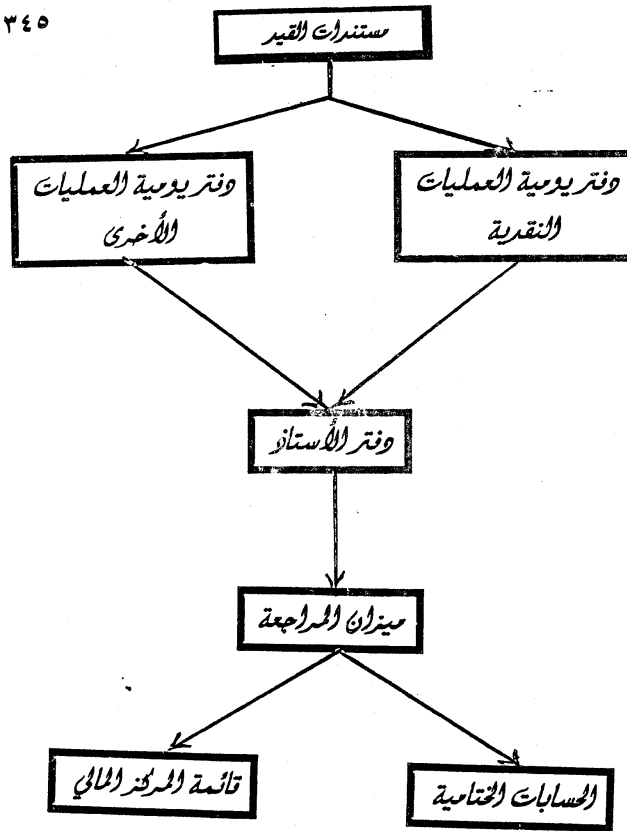 ٣٤٥
مستندات القيد
دفتر يومية العمليات
النقدية
دفتر يومية العمليات
الأخرى
دفتر الأستاذ
ميزان المراجعة
الحسابات الختامية
قائمة المركز المالي